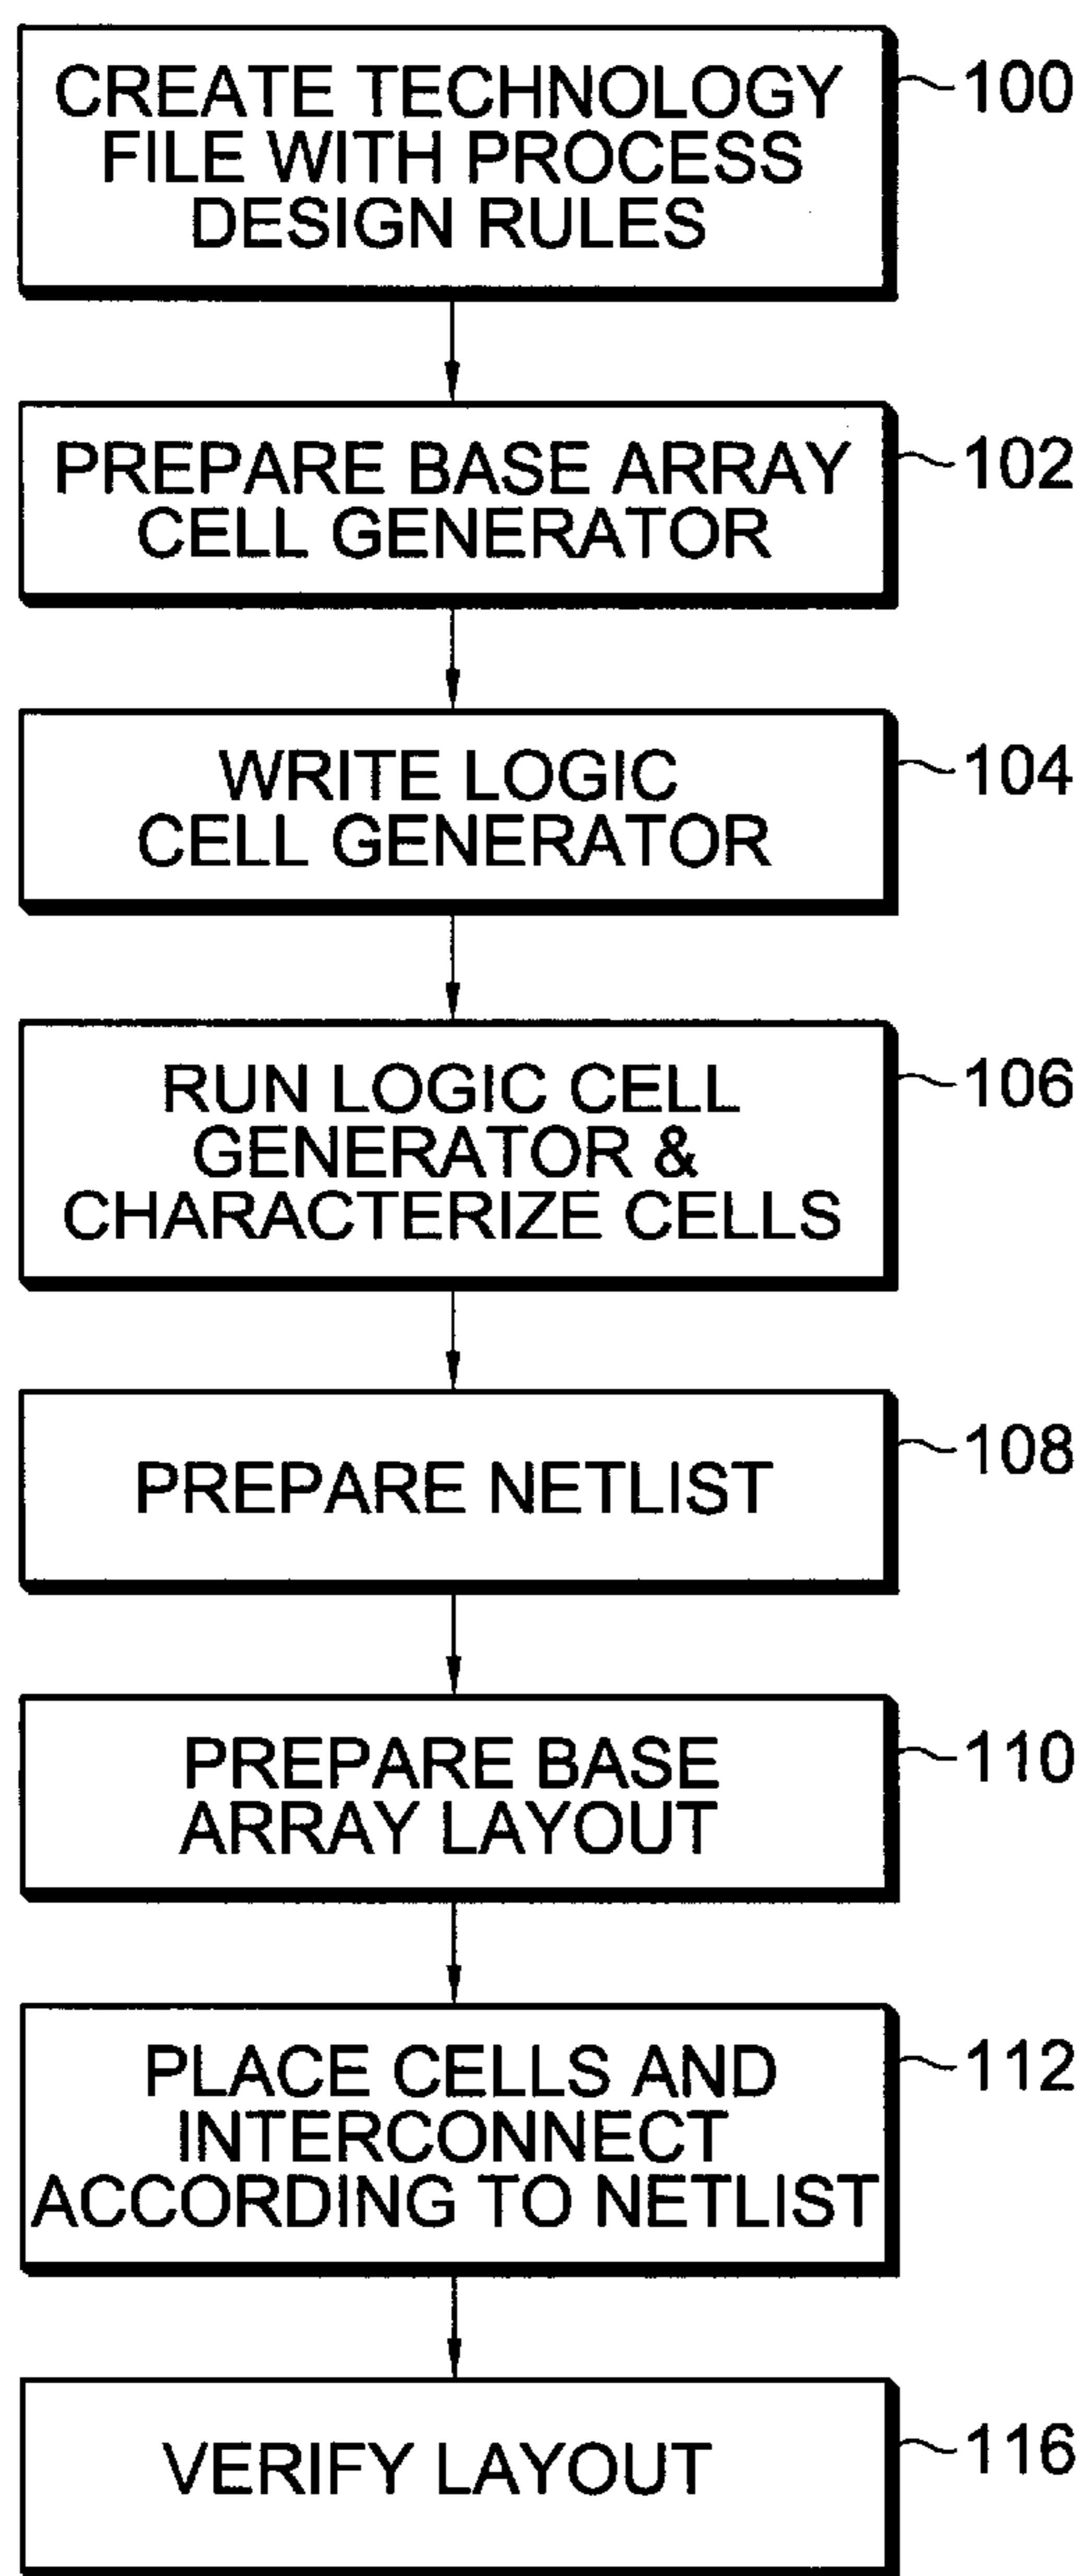 CREATE TECHNOLOGY
FILE WITH PROCESS
DESIGN RULES
100
PREPARE BASE ARRAY
CELL GENERATOR
102
WRITE LOGIC
CELL GENERATOR
104
RUN LOGIC CELL
GENERATOR &
CHARACTERIZE CELLS
106
PREPARE NETLIST
108
PREPARE BASE
ARRAY LAYOUT
110
PLACE CELLS AND
INTERCONNECT
ACCORDING TO NETLIST
112
VERIFY LAYOUT
116